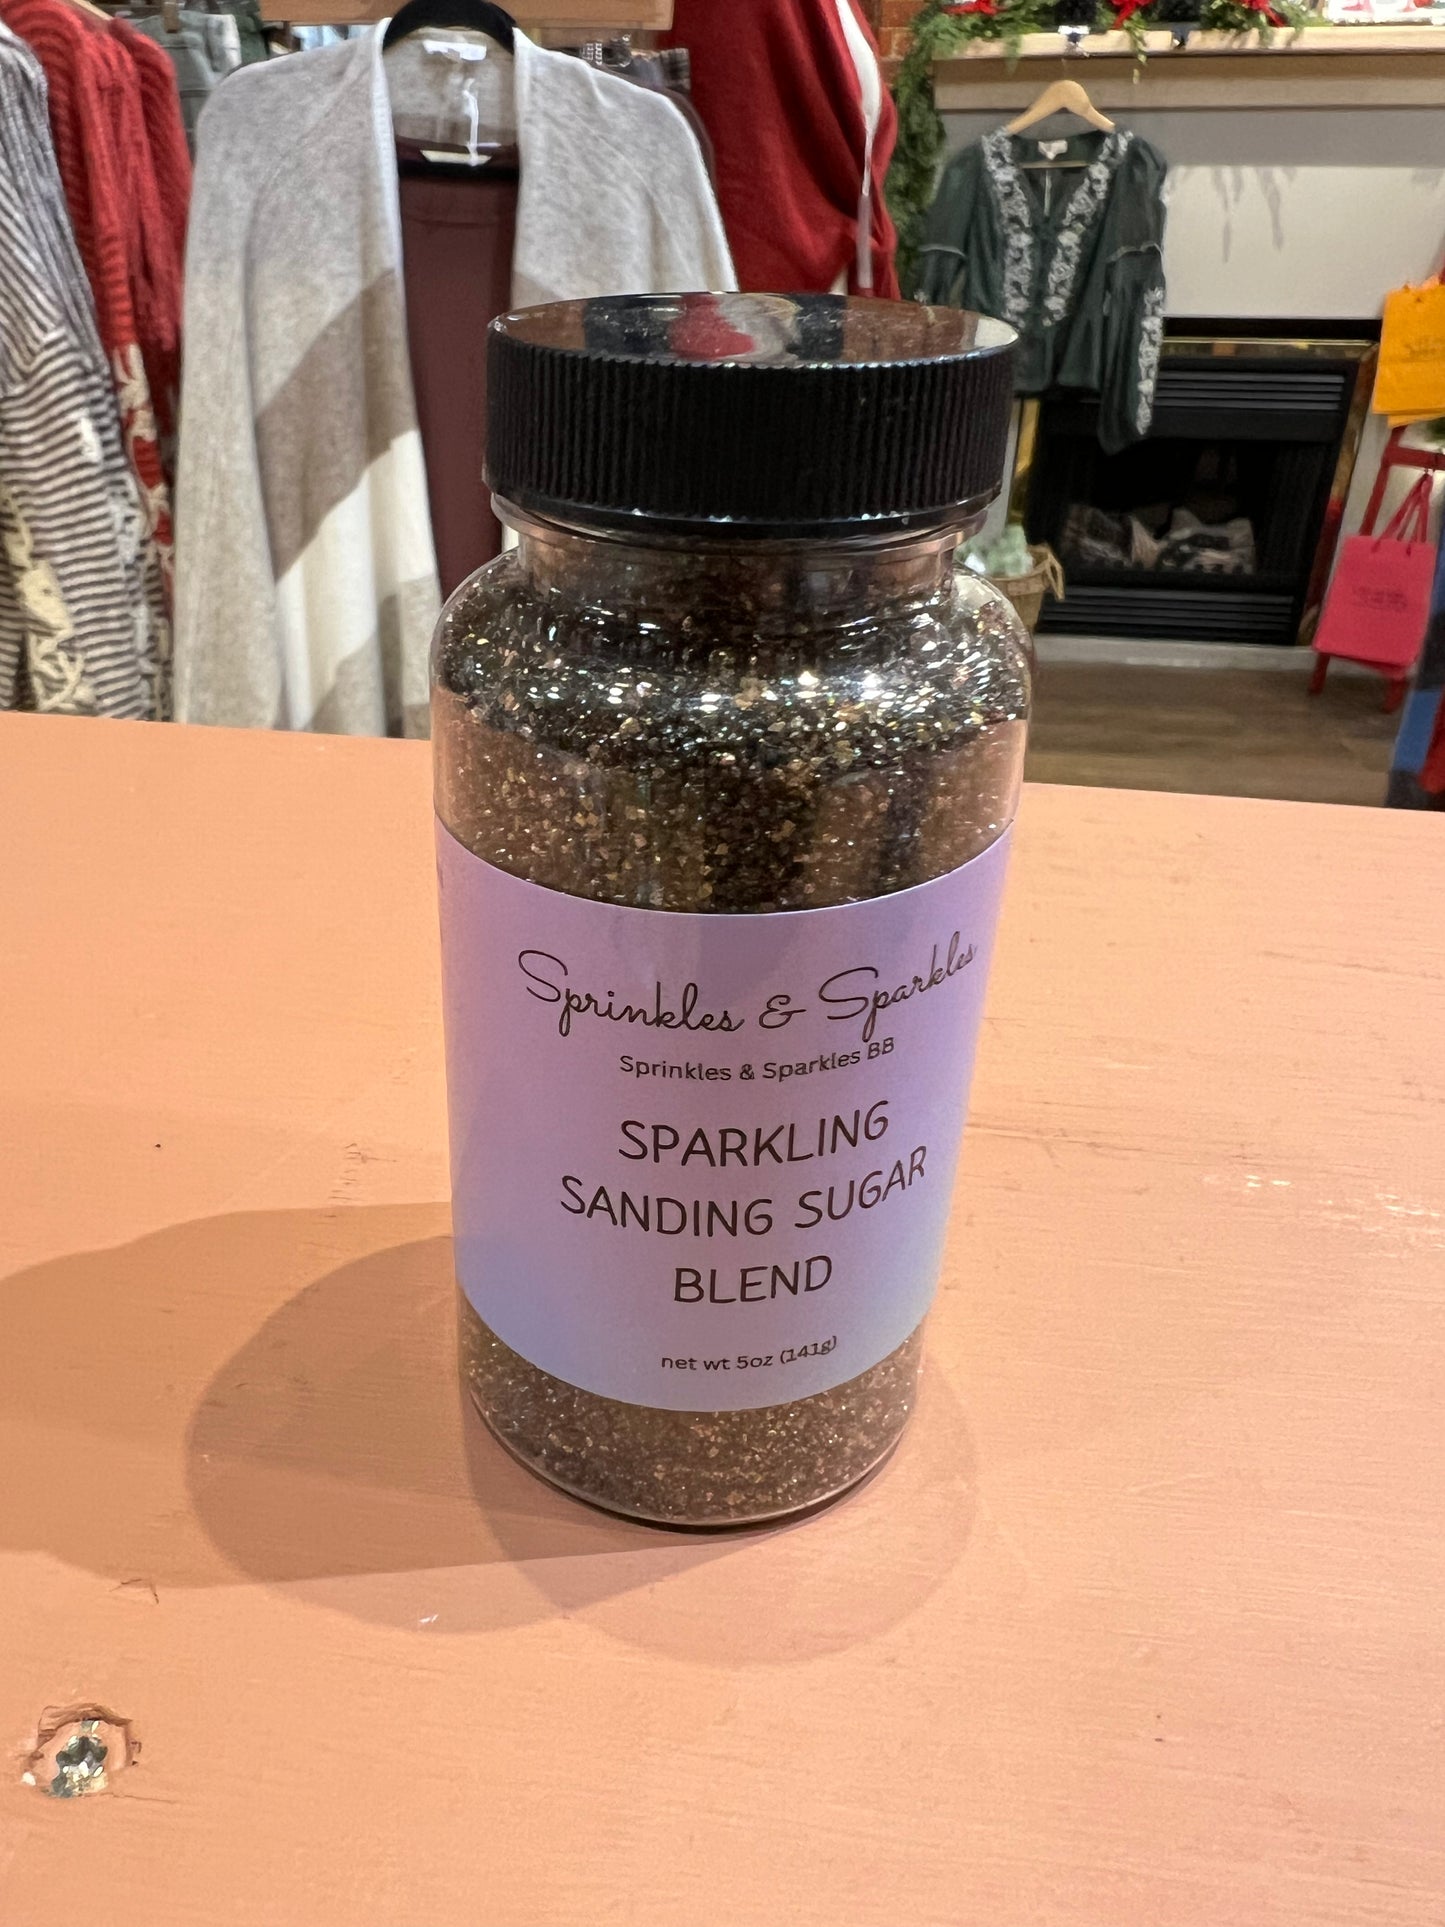 Sprinkles & Sparkles
Sprinkles & Sparkles BB
SPARKLING
SANDING SUGAR
BLEND
net wt 5oz (141g)